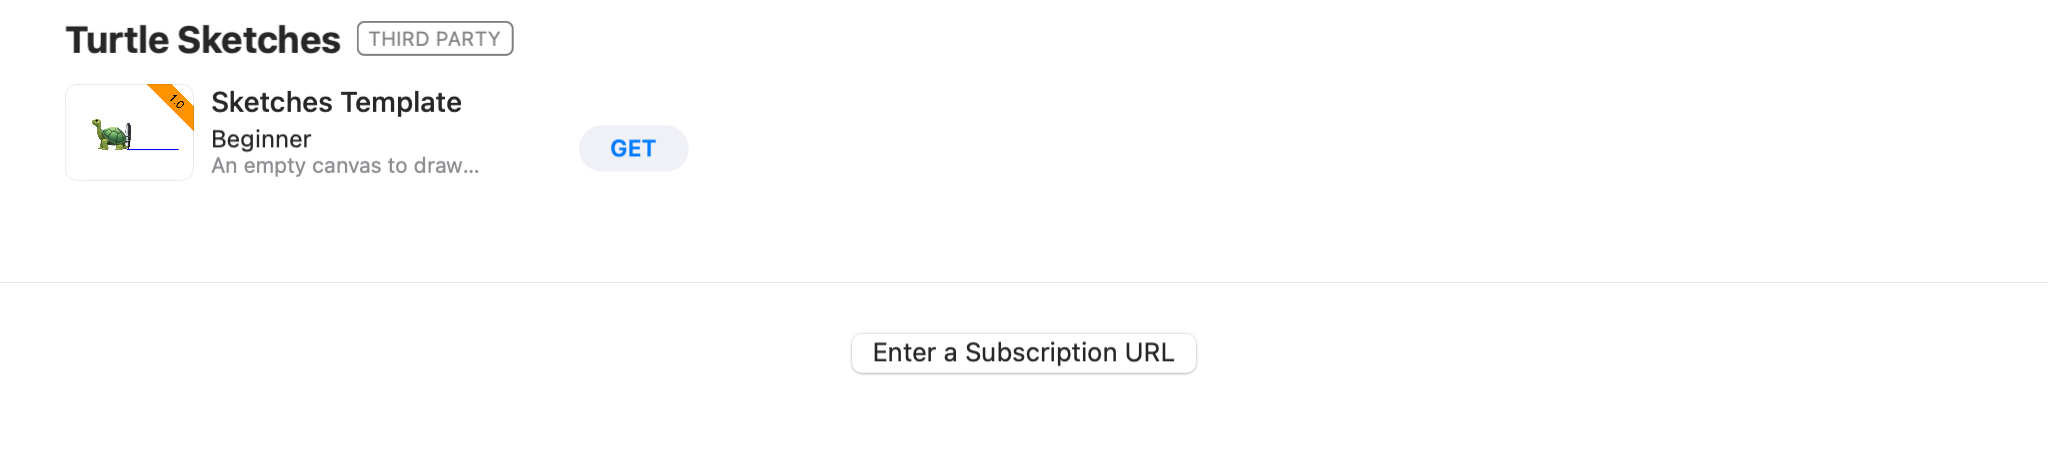 Turtle Sketches THIRD PARTY
1.0
Sketches Template
Beginner
An empty canvas to draw...
GET
Enter a Subscription URL